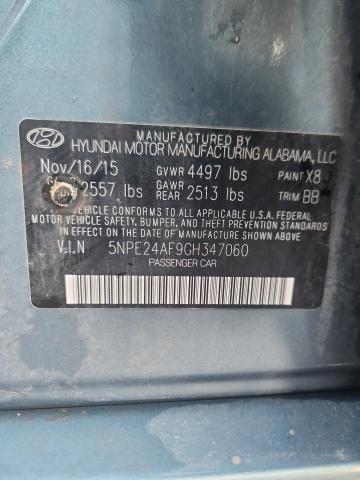 MANUFACTURED BY
HYUNDAI MOTOR MANUFACTURING ALABAMA, LLC
Nov/16/15 GVWR 4497 lbs PAINT X8
2557 lbs GAWR 2513 lbs TRIM BB
THIS VEHICLE CONFORMS TO ALL APPLICABLE U.S.A. FEDERAL
MOTOR VEHICLE SAFETY, BUMPER, AND THEFT PREVENTION
STANDARDS IN EFFECT ON THE DATE OF MANUFACTURE SHOWN ABOVE.
V.I.N 5NPE24AF9GH347060
PASSENGER CAR